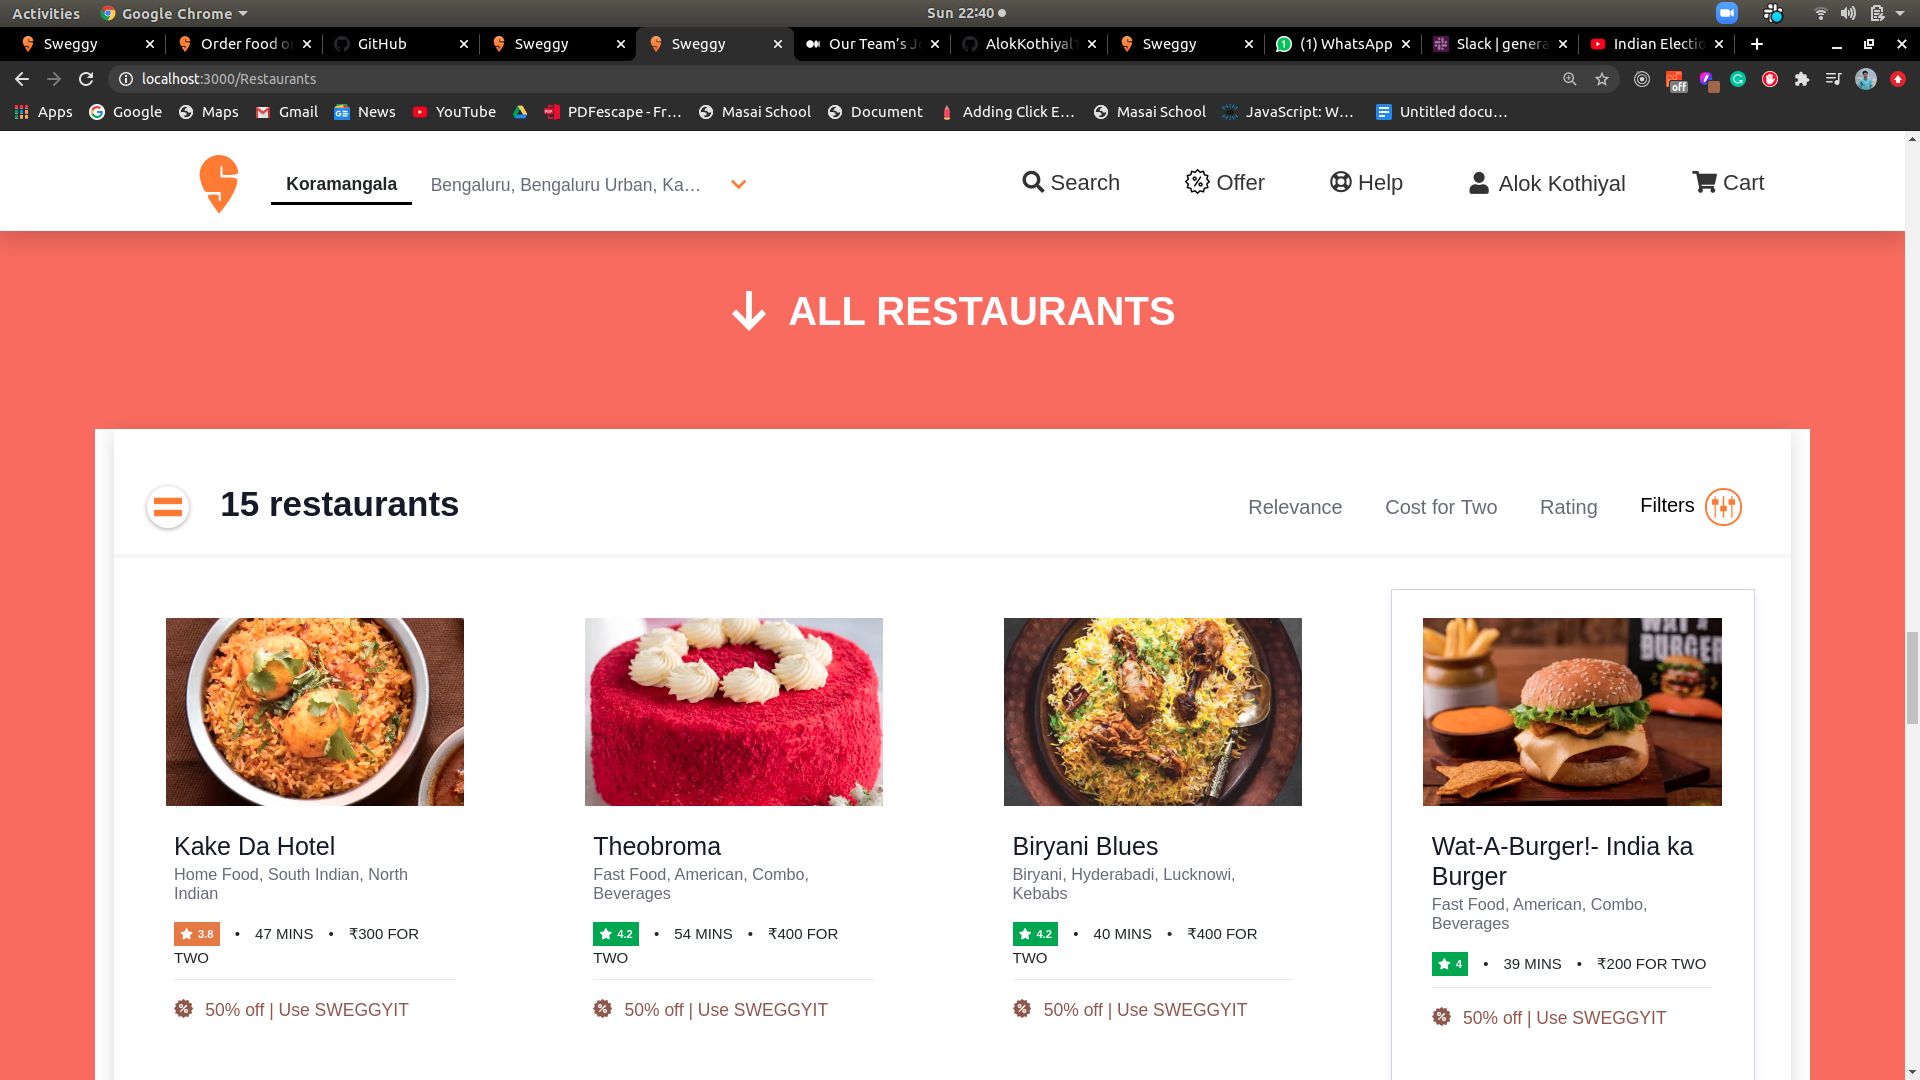 Activities
Google Chrome
Sun 22:40
Sweggy
Order food o
GitHub
Sweggy
Sweggy
Our Team's J
AlokKothiyal
Sweggy
(1) WhatsApp
Slack | genera
Indian Electio
localhost:3000/Restaurants
off
Apps
Google
Maps
Gmail
News
YouTube
PDFescape - Fr...
Masai School
Document
Adding Click E...
Masai School
JavaScript: W...
Untitled docu...
Koramangala
Bengaluru, Bengaluru Urban, Ka...
Search
Offer
Help
Alok Kothiyal
Cart
ALL RESTAURANTS
15 restaurants
Relevance
Cost for Two
Rating
Filters
WAT A
BURGER
Kake Da Hotel
Home Food, South Indian, North
Indian
3.8 • 47 MINS • ₹300 FOR
TWO
50% off | Use SWEGGYIT
Theobroma
Fast Food, American, Combo,
Beverages
4.2 • 54 MINS • ₹400 FOR
TWO
50% off | Use SWEGGYIT
Biryani Blues
Biryani, Hyderabadi, Lucknowi,
Kebabs
4.2 • 40 MINS • ₹400 FOR
TWO
50% off | Use SWEGGYIT
Wat-A-Burger!- India ka
Burger
Fast Food, American, Combo,
Beverages
4 • 39 MINS • ₹200 FOR TWO
50% off | Use SWEGGYIT